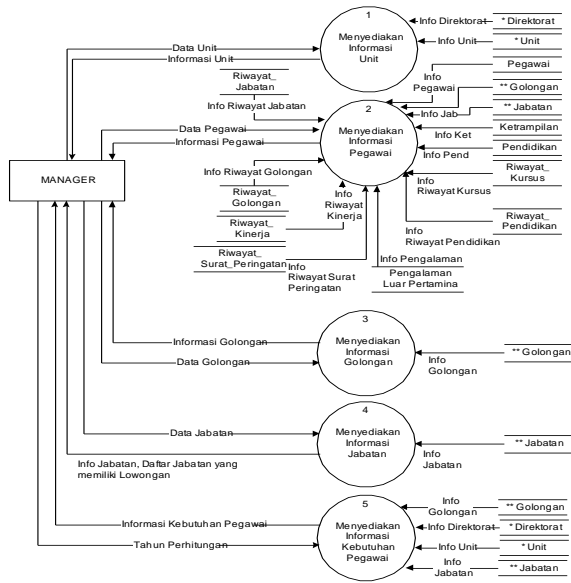 1
Menyediakan
Informasi
Unit
Info Direktorat
* Direktorat
Info Unit
* Unit
Data Unit
Informasi Unit
Riwayat_
Jabatan
Info Riwayat Jabatan
Data Pegawai
Informasi Pegawai
Info Riwayat Golongan
Riwayat_
Golongan
Riwayat_
Kinerja
Riwayat_
Surat_Peringatan
Info
Riwayat
Kinerja
Info
Riwayat Surat
Peringatan
2
Menyediakan
Informasi
Pegawai
Info
Pegawai
Pegawai
** Golongan
Info Jab
** Jabatan
Info Ket
Ketrampilan
Info Pend
Pendidikan
Info
Riwayat Kursus
Riwayat_
Kursus
Info
Riwayat Pendidikan
Riwayat_
Pendidikan
Info Pengalaman
Pengalaman
Luar Pertamina
MANAGER
3
Menyediakan
Informasi
Golongan
Informasi Golongan
Data Golongan
Info
Golongan
** Golongan
4
Menyediakan
Informasi
Jabatan
Data Jabatan
Info Jabatan, Daftar Jabatan yang
memiliki Lowongan
Info
Jabatan
** Jabatan
5
Menyediakan
Informasi
Kebutuhan
Pegawai
Informasi Kebutuhan Pegawai
Tahun Perhitungan
Info
Golongan
** Golongan
Info Direktorat
* Direktorat
Info Unit
* Unit
Info
Jabatan
** Jabatan